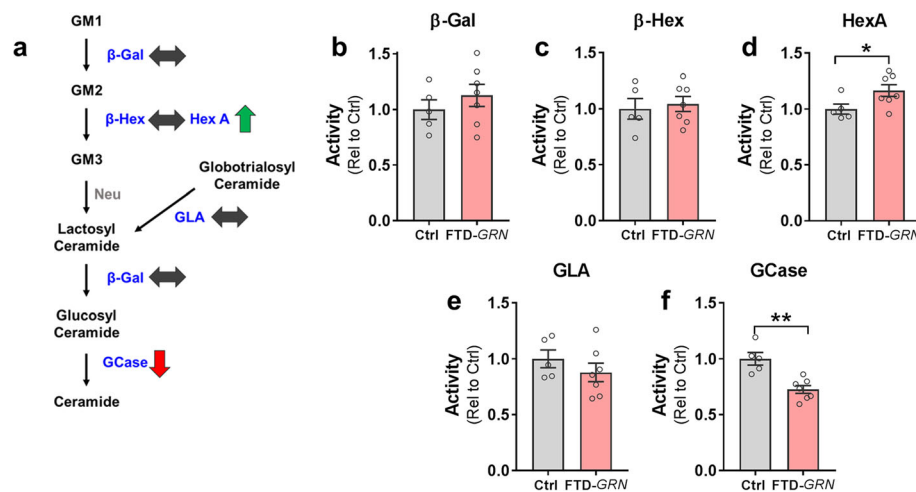 a
GM1
β-Gal
GM2
β-Hex Hex A
GM3
Neu
Globotrialosyl
Ceramide
GLA
Lactosyl
Ceramide
β-Gal
Glucosyl
Ceramide
GCase
Ceramide
b
β-Gal
Activity
(Rel to Ctrl)
1.5
1.0
0.5
0.0
Ctrl FTD-GRN
c
β-Hex
Activity
(Rel to Ctrl)
1.5
1.0
0.5
0.0
Ctrl FTD-GRN
d
HexA
*
Activity
(Rel to Ctrl)
1.5
1.0
0.5
0.0
Ctrl FTD-GRN
e
GLA
Activity
(Rel to Ctrl)
1.5
1.0
0.5
0.0
Ctrl FTD-GRN
f
GCase
**
Activity
(Rel to Ctrl)
1.5
1.0
0.5
0.0
Ctrl FTD-GRN